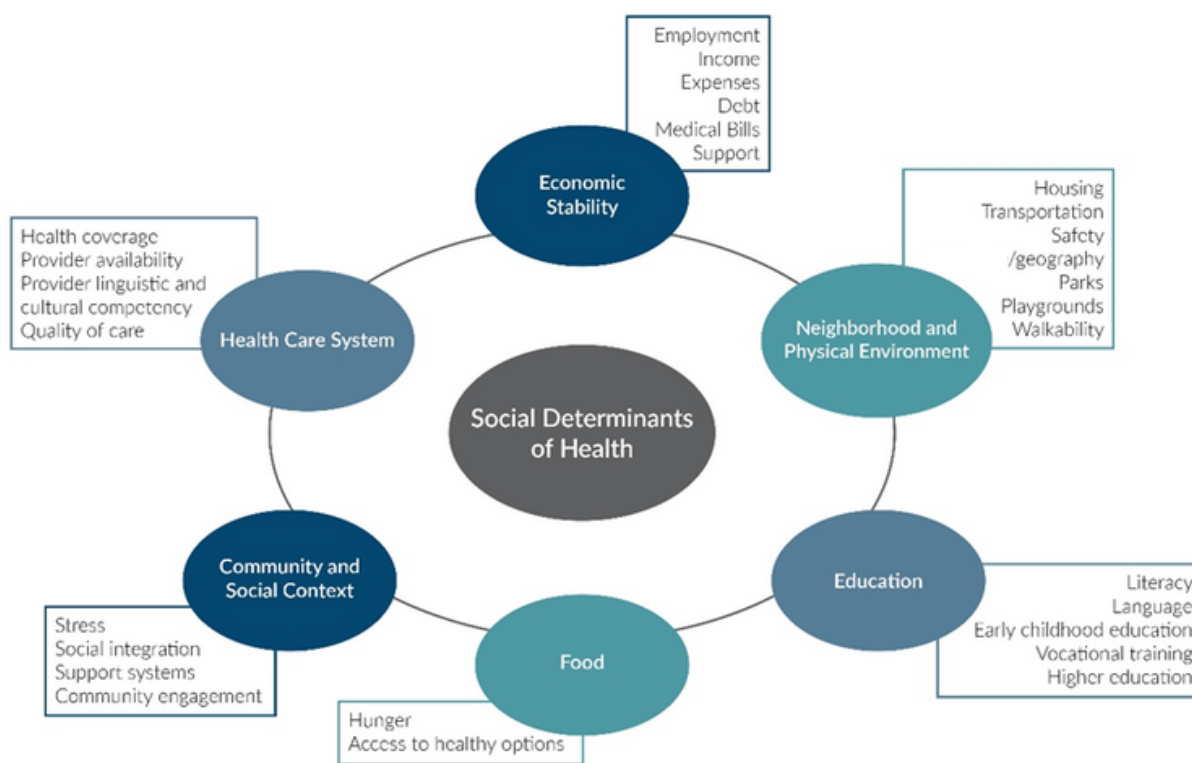 Employment
Income
Expenses
Debt
Medical Bills
Support
Economic
Stability
Housing
Transportation
Safety
/geography
Parks
Playgrounds
Walkability
Neighborhood and
Physical Environment
Health coverage
Provider availability
Provider linguistic and
cultural competency
Quality of care
Health Care System
Social Determinants
of Health
Community and
Social Context
Stress
Social integration
Support systems
Community engagement
Food
Hunger
Access to healthy options
Education
Literacy
Language
Early childhood education
Vocational training
Higher education